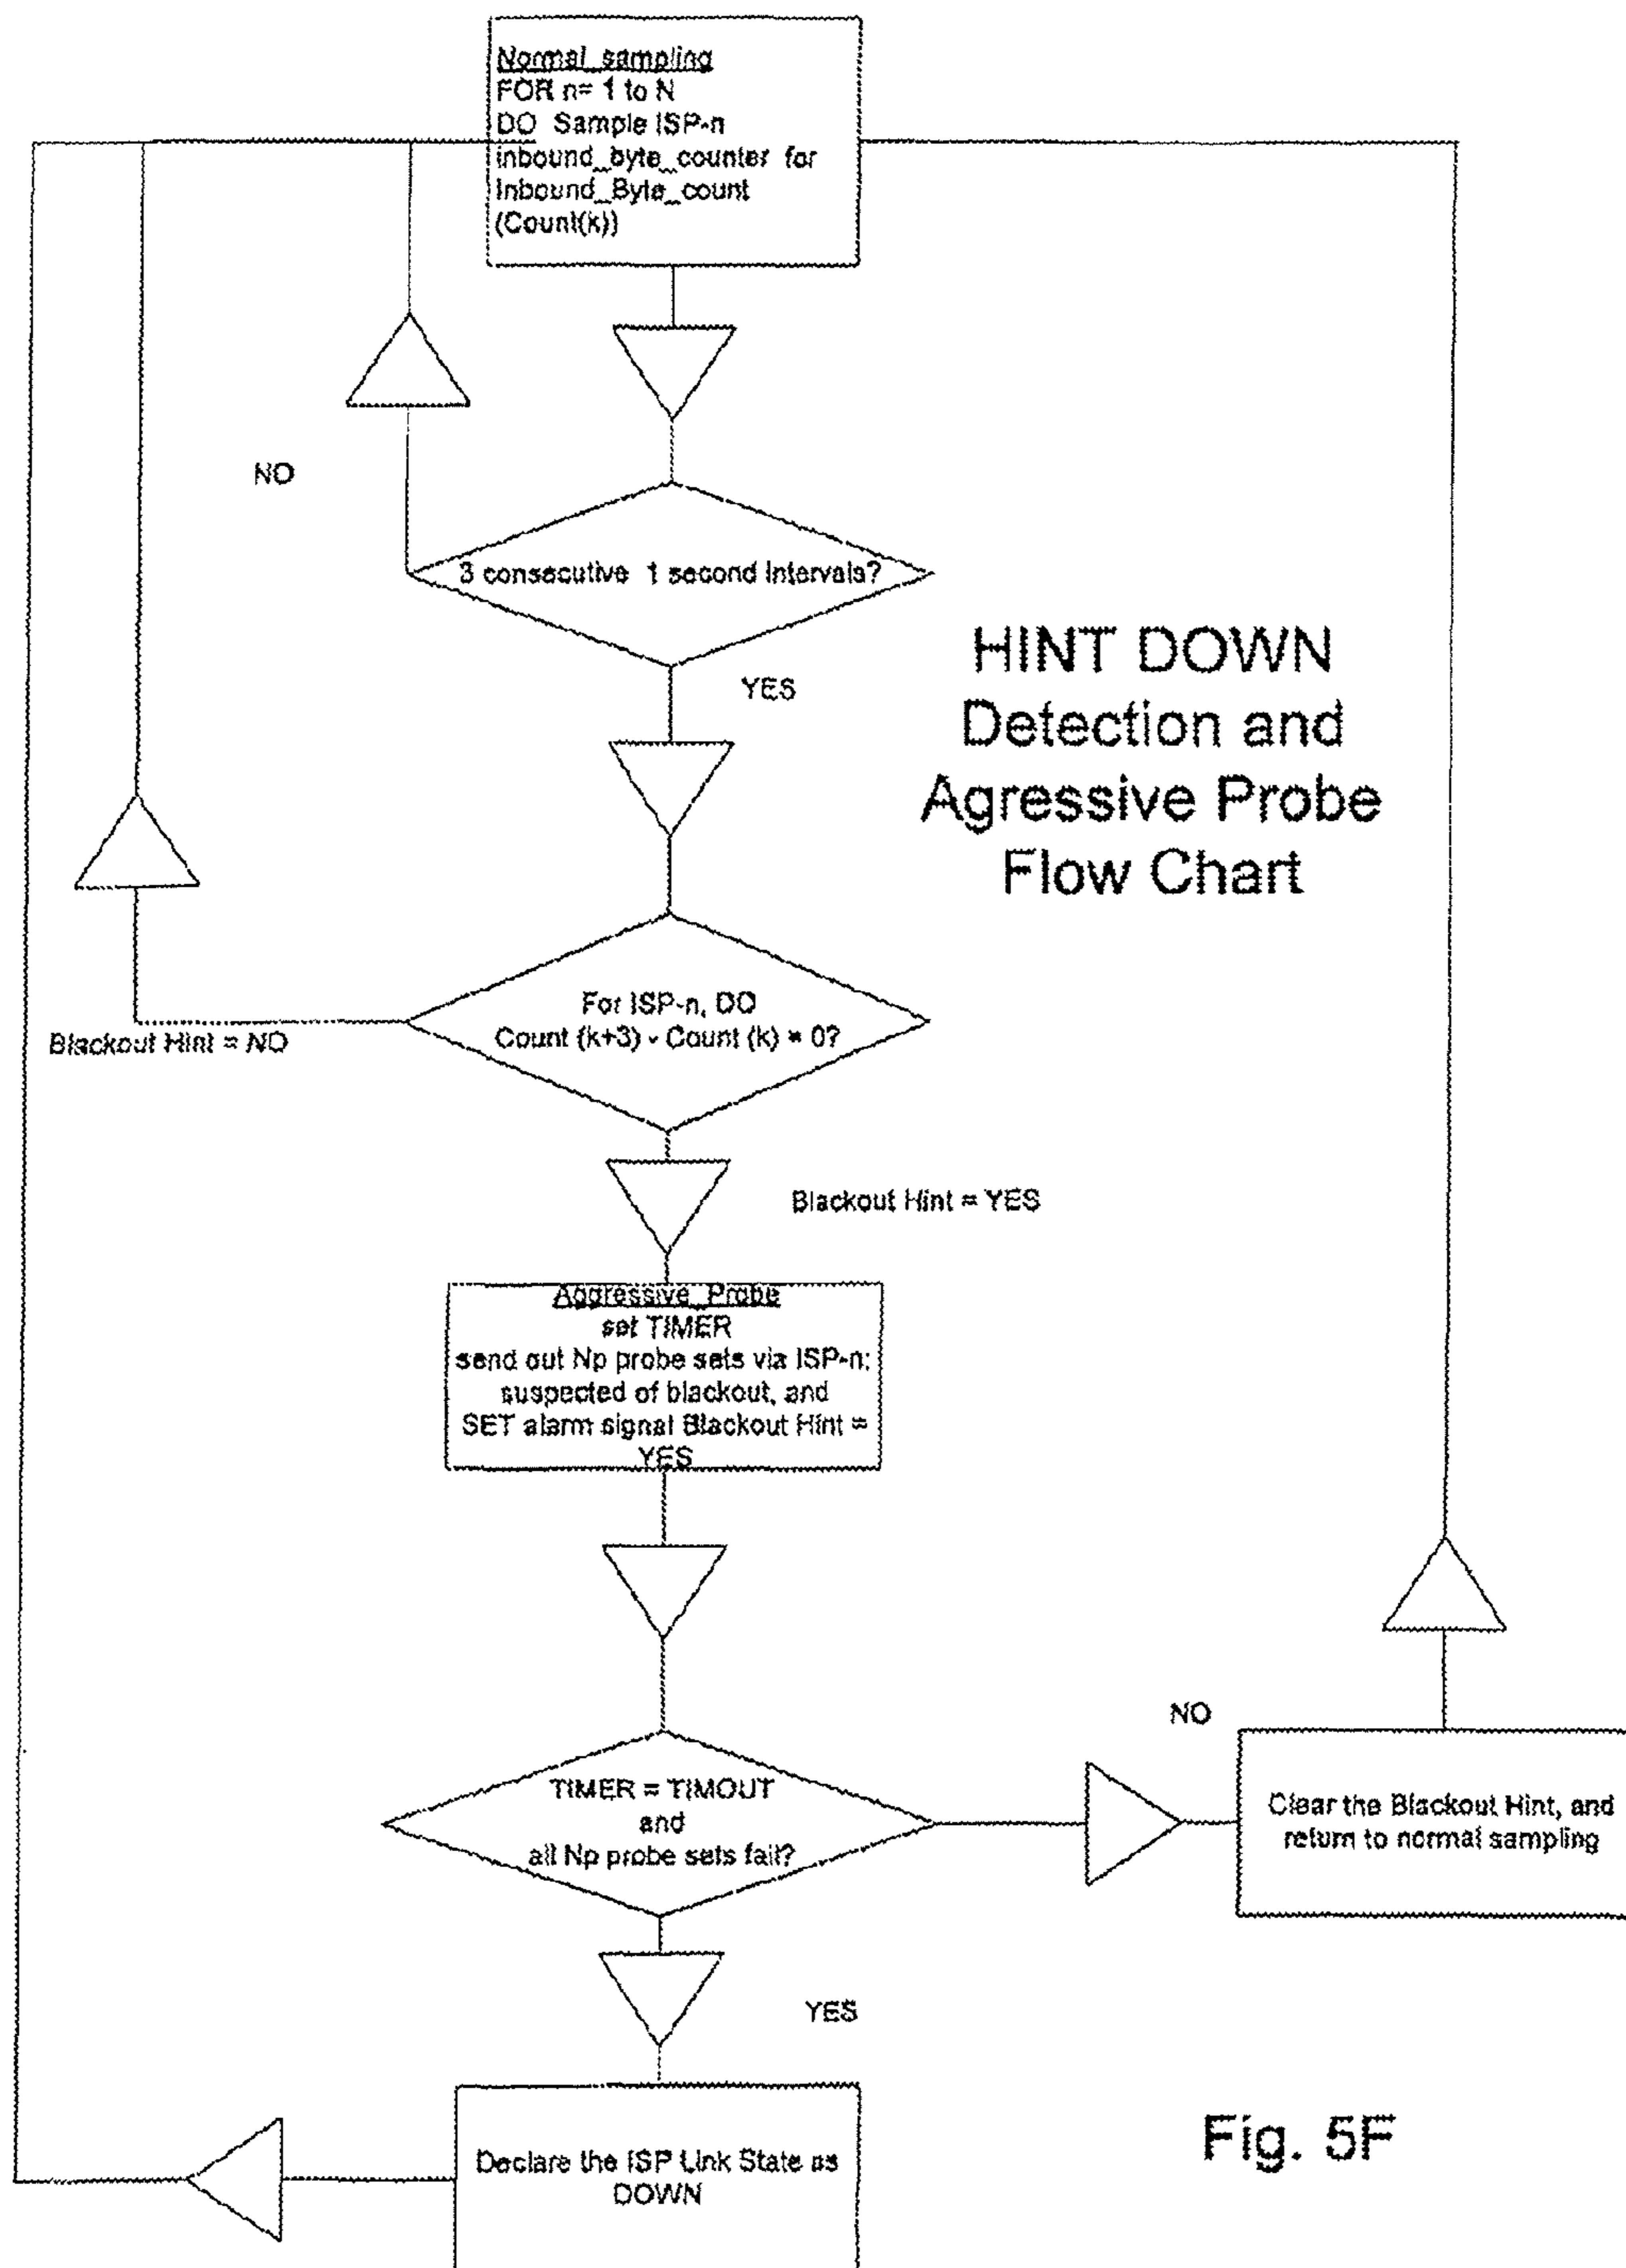 Normal_sampling
FOR n= 1 to N
DO Sample ISP-n
inbound_byte_counter for
Inbound_Byte_count
(Count(k))
NO
3 consecutive 1 second Intervals?
YES
HINT DOWN
Detection and
Agressive Probe
Flow Chart
For ISP-n, DO
Count (k+3) - Count (k) = 0?
Blackout Hint = NO
Blackout Hint = YES
Aggressive_Probe
set TIMER
send out Np probe sets via ISP-n;
suspected of blackout, and
SET alarm signal Blackout Hint =
YES
TIMER = TIMOUT
and
all Np probe sets fail?
NO
Clear the Blackout Hint, and
return to normal sampling
YES
Declare the ISP Link State as
DOWN
Fig. 5F